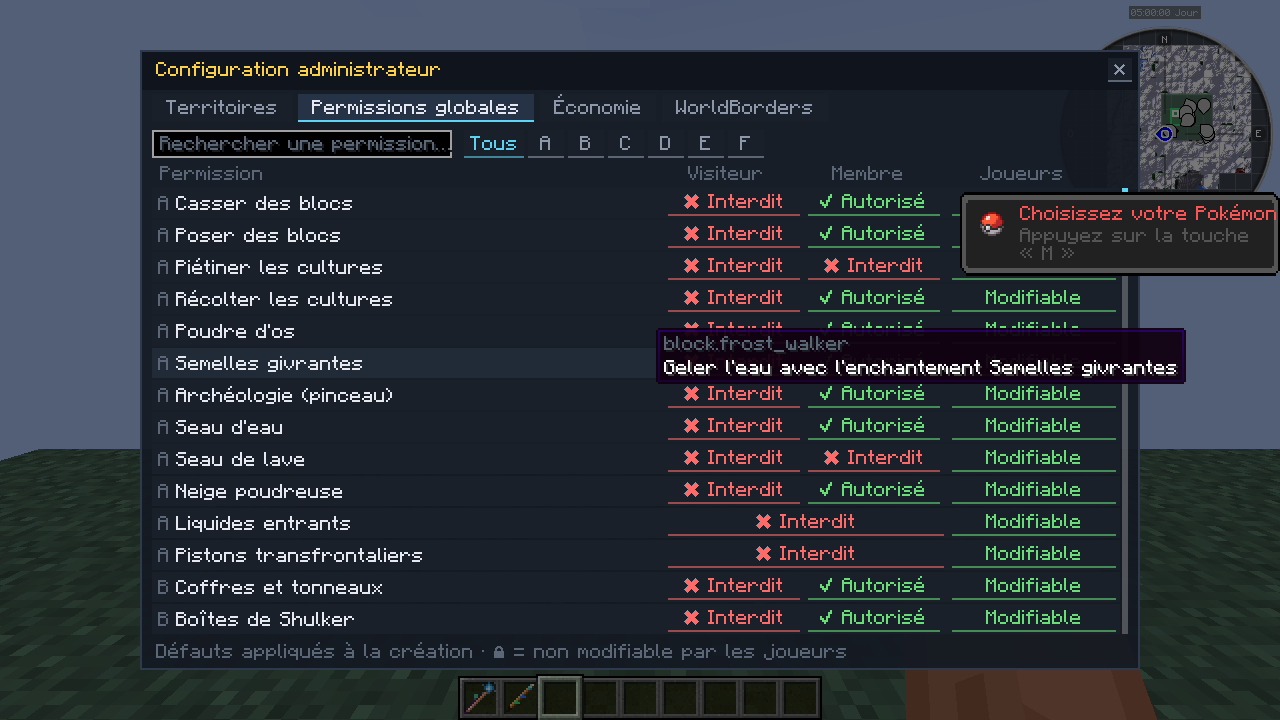 05:00:00 Jour
N
Configuration administrateur
Territoires Permissions globales Économie WorldBorders
E
Rechercher une permission... Tous A B C D E F
Permission Visiteur Membre Joueurs
A Casser des blocs Interdit Autorisé
Choisissez votre Pokémon
Appuyez sur la touche
« M »
A Poser des blocs Interdit Autorisé
A Piétiner les cultures Interdit Interdit
A Récolter les cultures Interdit Autorisé Modifiable
A Poudre d'os Interdit Autorisé Modifiable
block.frost_walker
Geler l'eau avec l'enchantement Semelles givrantes
A Semelles givrantes
A Archéologie (pinceau) Interdit Autorisé Modifiable
A Seau d'eau Interdit Autorisé Modifiable
A Seau de lave Interdit Interdit Modifiable
A Neige poudreuse Interdit Autorisé Modifiable
A Liquides entrants Interdit Modifiable
A Pistons transfrontaliers Interdit Modifiable
B Coffres et tonneaux Interdit Autorisé Modifiable
B Boîtes de Shulker Interdit Autorisé Modifiable
Défauts appliqués à la création · 🔒 = non modifiable par les joueurs